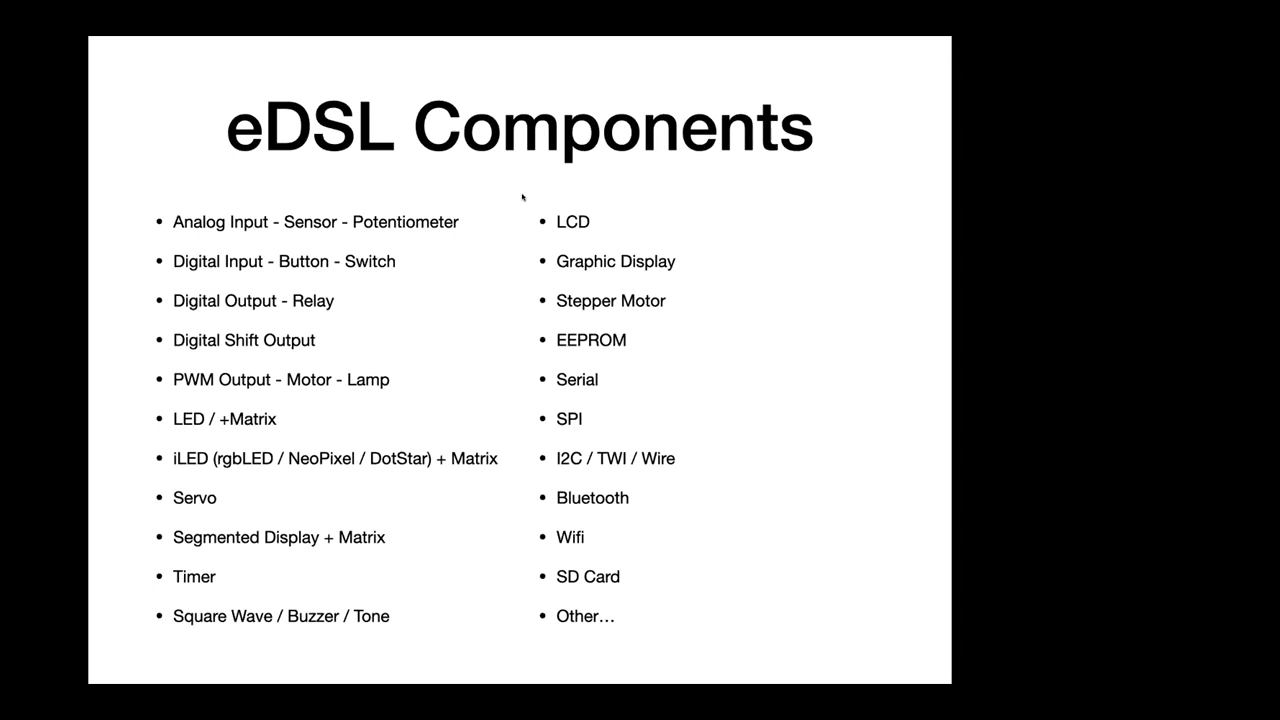 eDSL Components
• Analog Input - Sensor - Potentiometer
• Digital Input - Button - Switch
• Digital Output - Relay
• Digital Shift Output
• PWM Output - Motor - Lamp
• LED / +Matrix
• iLED (rgbLED / NeoPixel / DotStar) + Matrix
• Servo
• Segmented Display + Matrix
• Timer
• Square Wave / Buzzer / Tone
• LCD
• Graphic Display
• Stepper Motor
• EEPROM
• Serial
• SPI
• I2C / TWI / Wire
• Bluetooth
• Wifi
• SD Card
• Other…